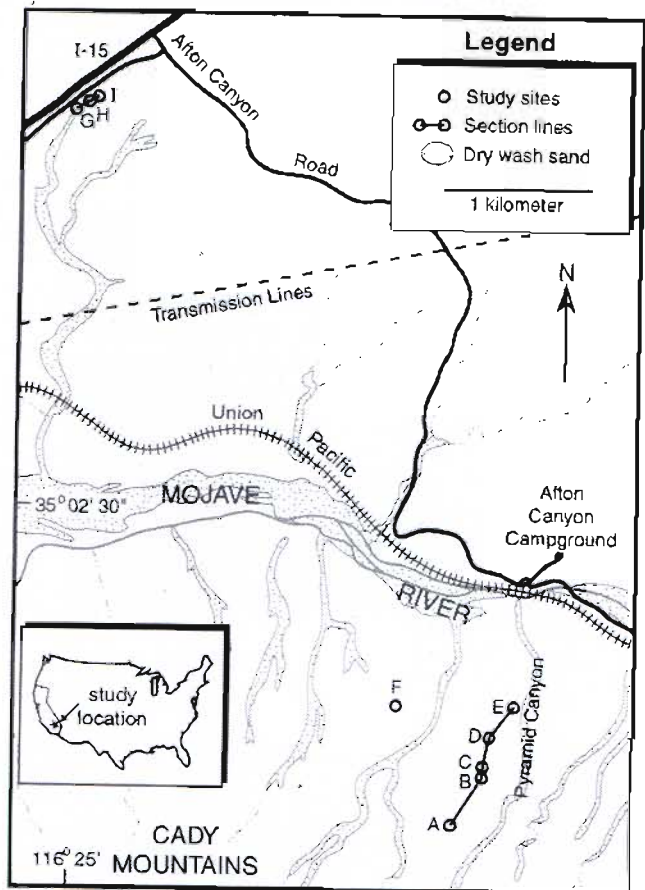 Legend
Study sites
Section lines
Dry wash sand
1 kilometer
I-15
Afton Canyon
Road
I
H
G
N
Transmission Lines
Union
Pacific
MOJAVE
35° 02' 30"
Afton
Canyon
Campground
RIVER
study
location
F
E
D
C
B
A
Pyramid Canyon
CADY
MOUNTAINS
116° 25'